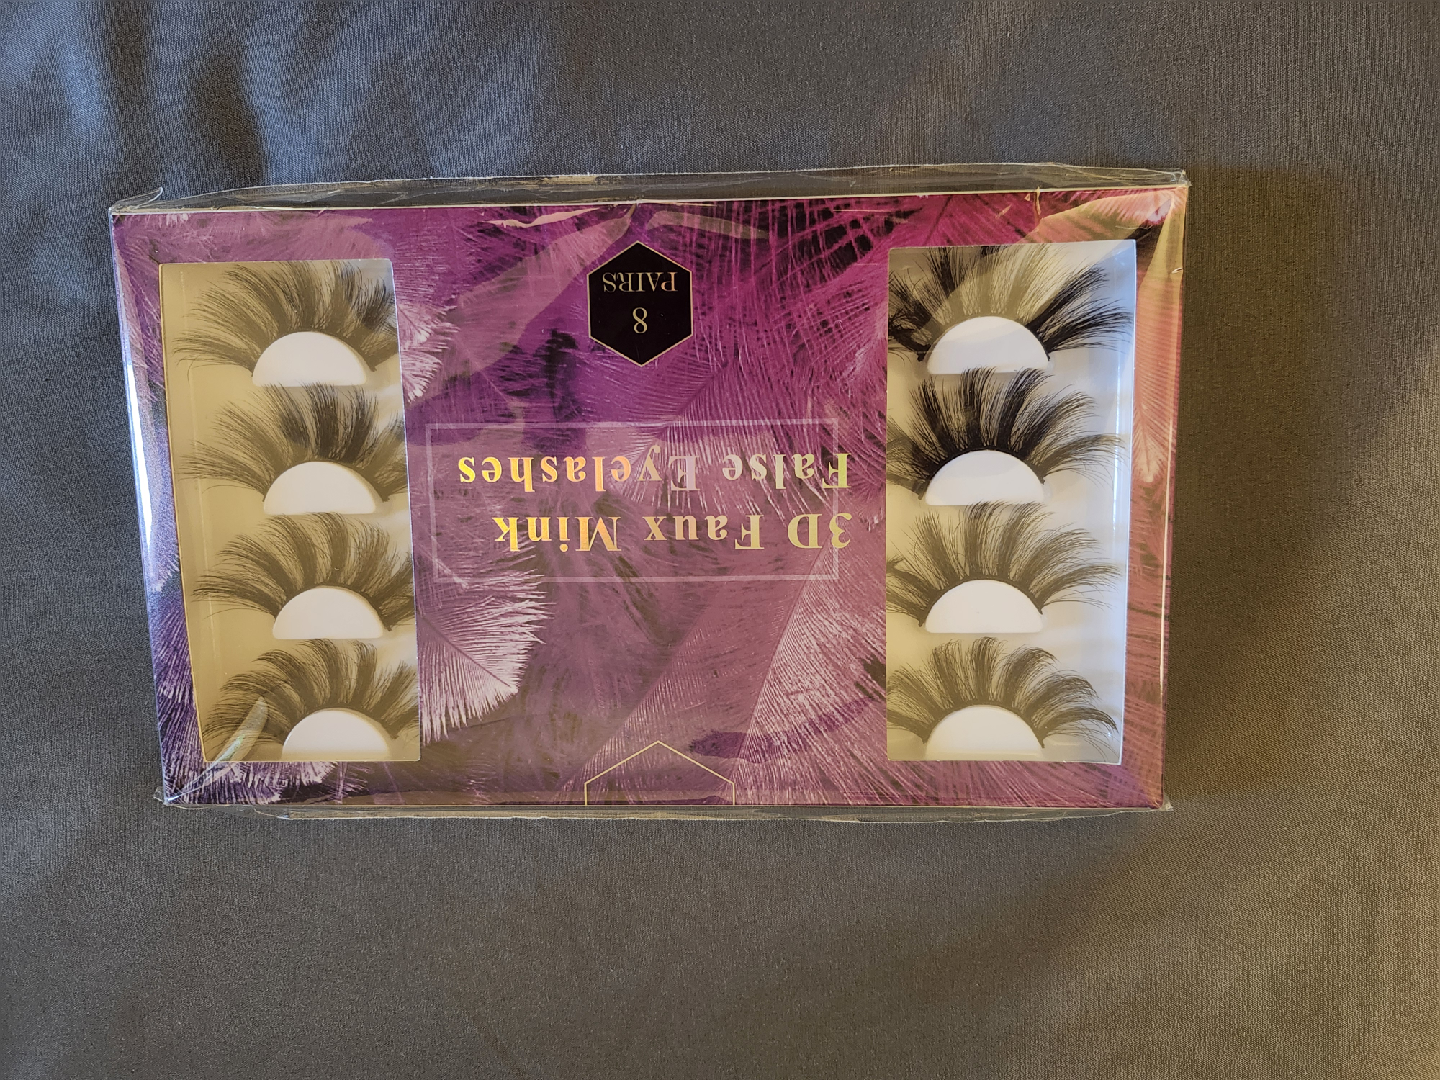 3D Faux Mink
False Eyelashes
8
PAIRS